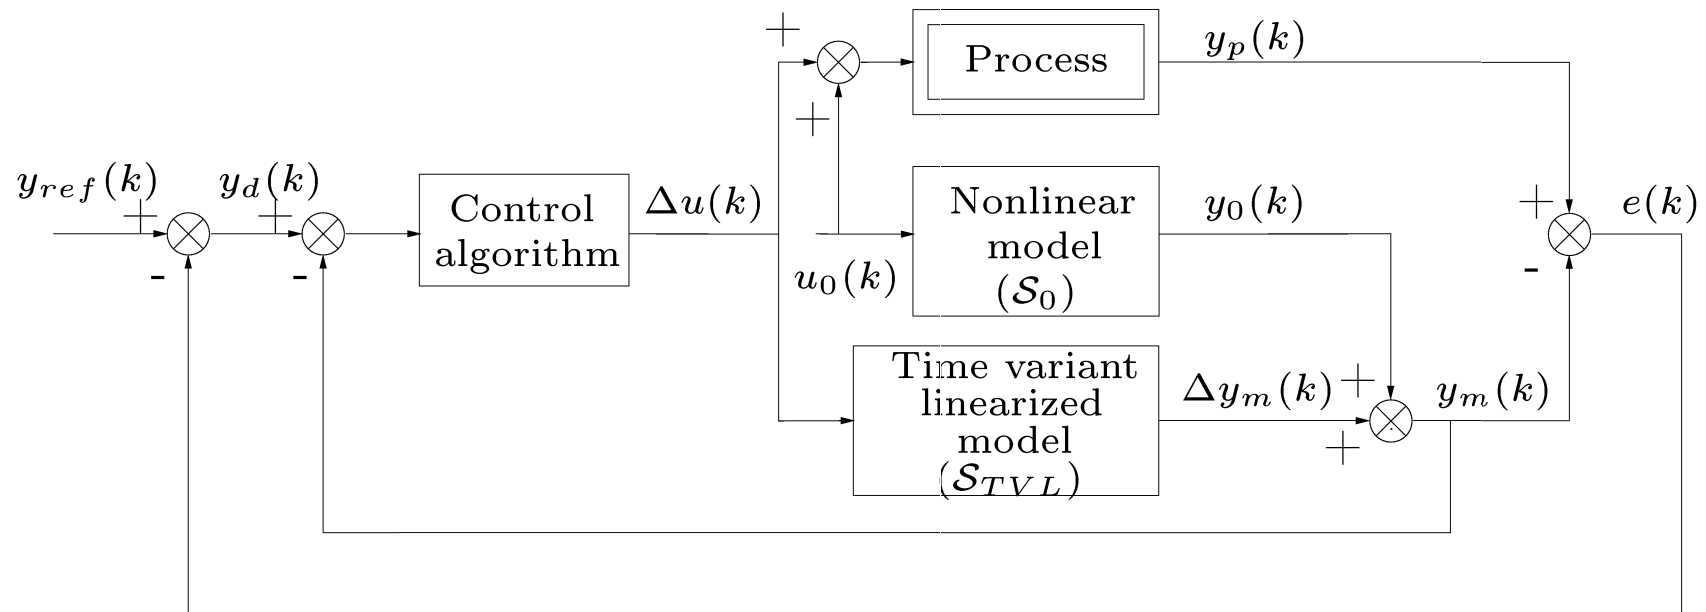 +
Process
y_p(k)
+
y_ref(k)
+
-
y_d(k)
+
-
Control
algorithm
Δu(k)
u_0(k)
Nonlinear
model
(𝒮_0)
y_0(k)
+
-
e(k)
Time variant
linearized
model
(𝒮_TVL)
Δy_m(k)
+
+
y_m(k)